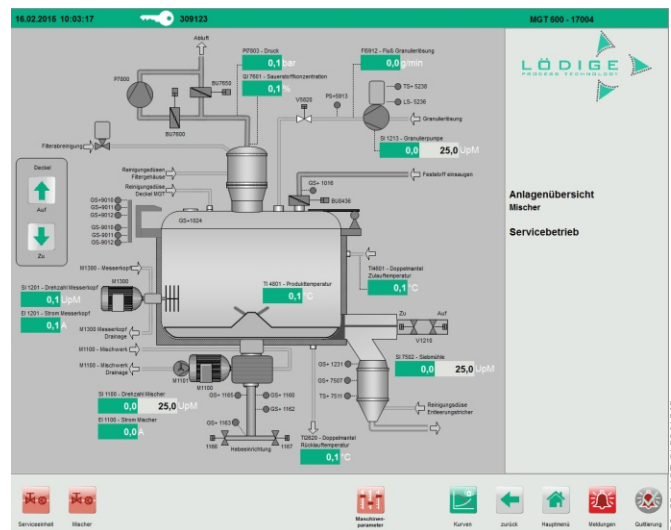 16.02.2016 10:03:17
309123
MGT 600 - 17004
LÖDIGE
PROCESS TECHNOLOGY
Anlagenübersicht
Mischer
Servicebetrieb
Abluft
P7800
BU7650
BU7600
PI7803 - Druck
0,1 bar
QI 7601 - Sauerstoffkonzentration
0,1 %
FI5912 - Fluß Granulierlösung
0,0 g/min
V5820
PS+5913
TS+ 5238
LS- 5236
Granulierlösung
SI 1213 - Granulierpumpe
0,0 25,0 UpM
Filterabreinigung
Reinigungsdüsen
Filtergehäuse
Reinigungsdüse
Deckel MGT
GS+ 1016
BU9436
Feststoff einsaugen
Deckel
Auf
Zu
GS+9010
GS+9011
GS+9012
GS-9010
GS-9011
GS-9012
GS+1024
M1300 - Messerkopf
M1300
SI 1201 - Drehzahl Messerkopf
0,1 UpM
EI 1201 - Strom Messerkopf
0,1 A
TI 4601 - Produkttemperatur
0,1 °C
TI4601 - Doppelmantel
Zulauftemperatur
0,1 °C
M1300 Messerkopf
Drainage
M1100 - Mischwerk
M1100 - Mischwerk
Drainage
M1101
M1100
Zu Auf
V1210
SI 7502 - Siebmühle
0,0 25,0 UpM
GS+ 1231
GS+ 7507
TS+ 7511
SI 1100 - Drehzahl Mischer
0,0 25,0 UpM
EI 1100 - Strom Mischer
0,0 A
GS+ 1165
GS+ 1160
GS+ 1162
GS+ 1163
1166
1167
Hebeeinrichtung
TI2620 - Doppelmantel
Rücklauftemperatur
0,1 °C
Reinigungsdüse
Entleerungstrichter
Serviceeinheit
Mischer
Maschinen-
parameter
Kurven
zurück
Hauptmenü
Meldungen
Quittierung